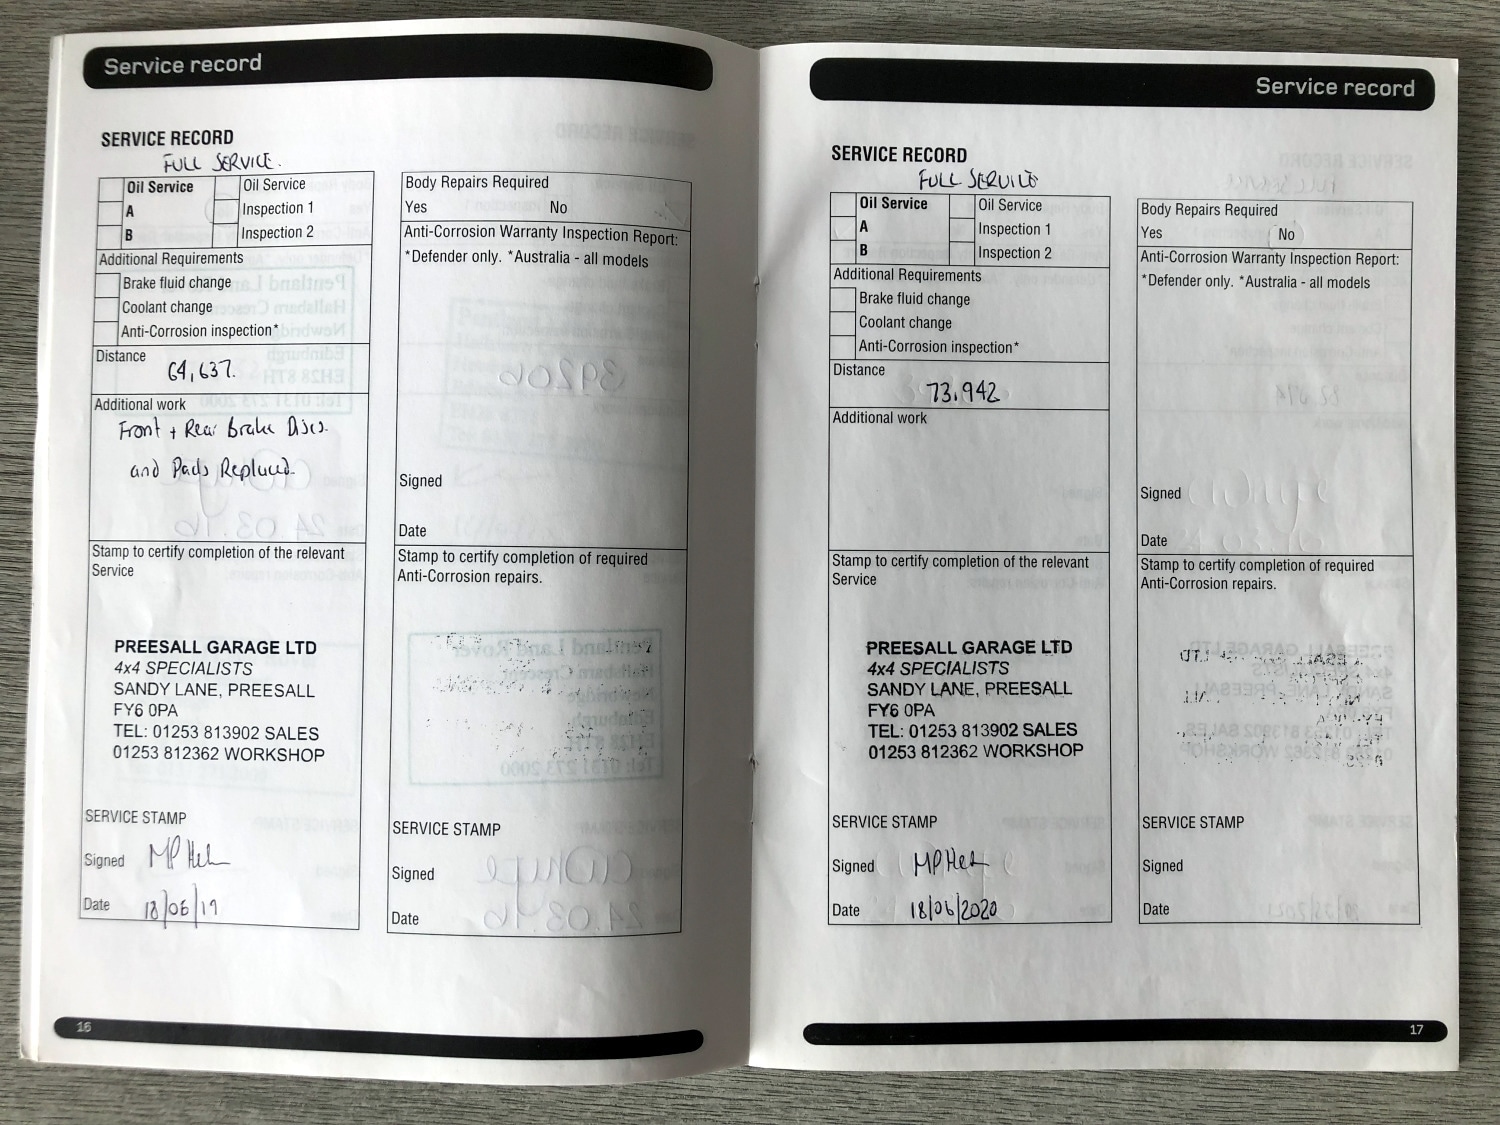 Service record
SERVICE RECORD
FULL SERVICE.
Oil Service
A
B
Oil Service
Inspection 1
Inspection 2
Additional Requirements
Brake fluid change
Coolant change
Anti-Corrosion inspection*
Distance
64,637.
Additional work
Front + Rear Brake Discs.
and Pads Replaced.
Stamp to certify completion of the relevant
Service
PREESALL GARAGE LTD
4x4 SPECIALISTS
SANDY LANE, PREESALL
FY6 0PA
TEL: 01253 813902 SALES
01253 812362 WORKSHOP
SERVICE STAMP
Signed
Date 18/06/19
Body Repairs Required
Yes No
Anti-Corrosion Warranty Inspection Report:
*Defender only. *Australia - all models
Signed
Date
Stamp to certify completion of required
Anti-Corrosion repairs.
SERVICE STAMP
Signed
Date
16
Service record
SERVICE RECORD
FULL SERVICE
Oil Service
A
B
Oil Service
Inspection 1
Inspection 2
Additional Requirements
Brake fluid change
Coolant change
Anti-Corrosion inspection*
Distance
73,942
Additional work
Stamp to certify completion of the relevant
Service
PREESALL GARAGE LTD
4x4 SPECIALISTS
SANDY LANE, PREESALL
FY6 0PA
TEL: 01253 813902 SALES
01253 812362 WORKSHOP
SERVICE STAMP
Signed
Date 18/06/2020
Body Repairs Required
Yes No
Anti-Corrosion Warranty Inspection Report:
*Defender only. *Australia - all models
Signed
Date
Stamp to certify completion of required
Anti-Corrosion repairs.
SERVICE STAMP
Signed
Date
17